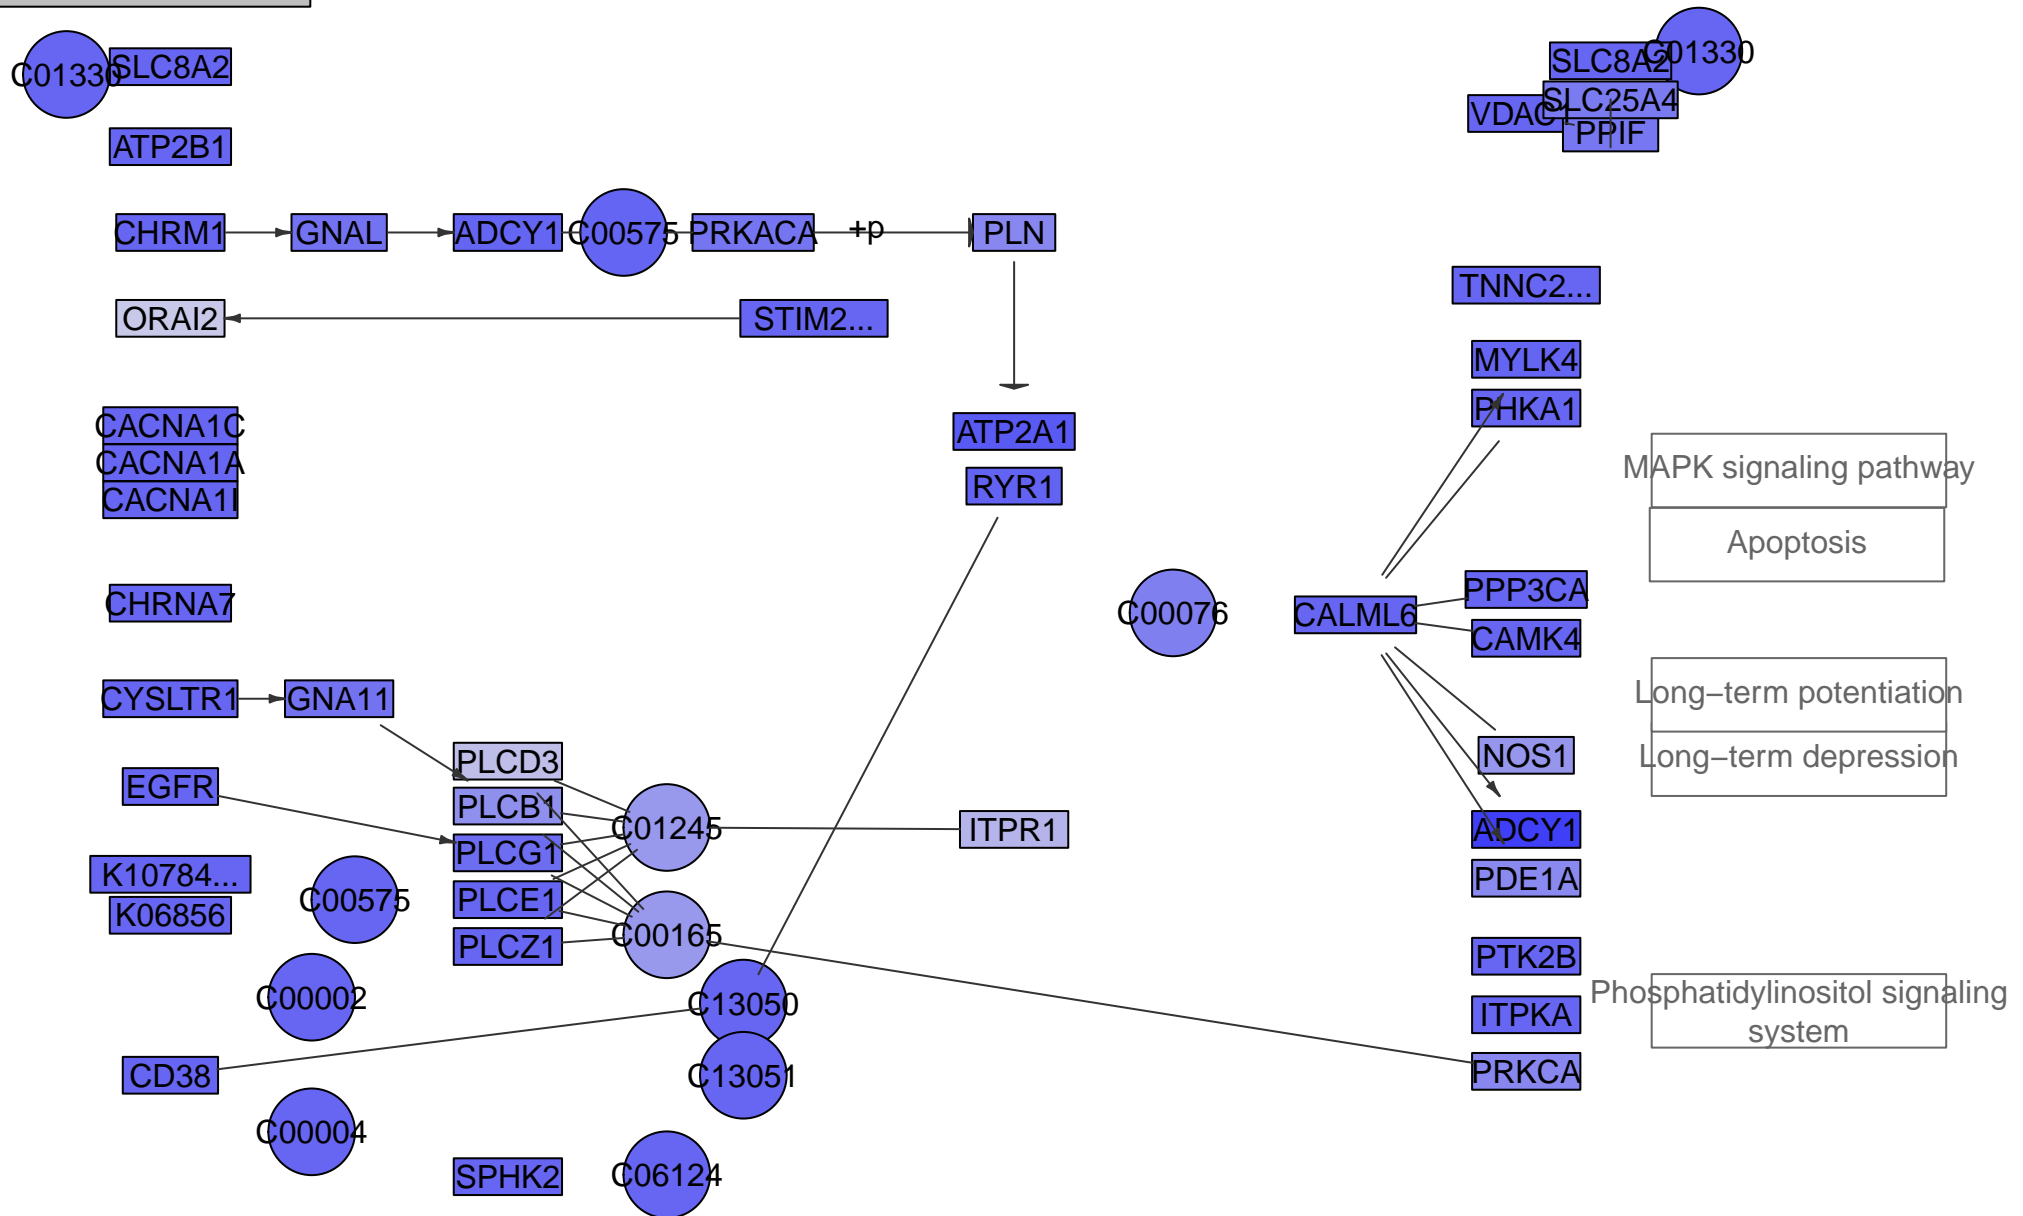 C01330
SLC8A2
SLC8A2
C01330
SLC25A4
VDAC1
PPIF
ATP2B1
CHRM1
GNAL
ADCY1
C00575
PRKACA
+p
PLN
TNNC2...
ORAI2
STIM2...
MYLK4
PHKA1
CACNA1C
CACNA1A
CACNA1I
ATP2A1
RYR1
MAPK signaling pathway
Apoptosis
CHRNA7
C00076
CALML6
PPP3CA
CAMK4
CYSLTR1
GNA11
Long−term potentiation
Long−term depression
PLCD3
NOS1
EGFR
PLCB1
C01245
ITPR1
ADCY1
PLCG1
K10784...
PDE1A
C00575
PLCE1
K06856
C00165
PLCZ1
PTK2B
C00002
C13050
ITPKA
Phosphatidylinositol signaling
system
CD38
C13051
PRKCA
C00004
SPHK2
C06124